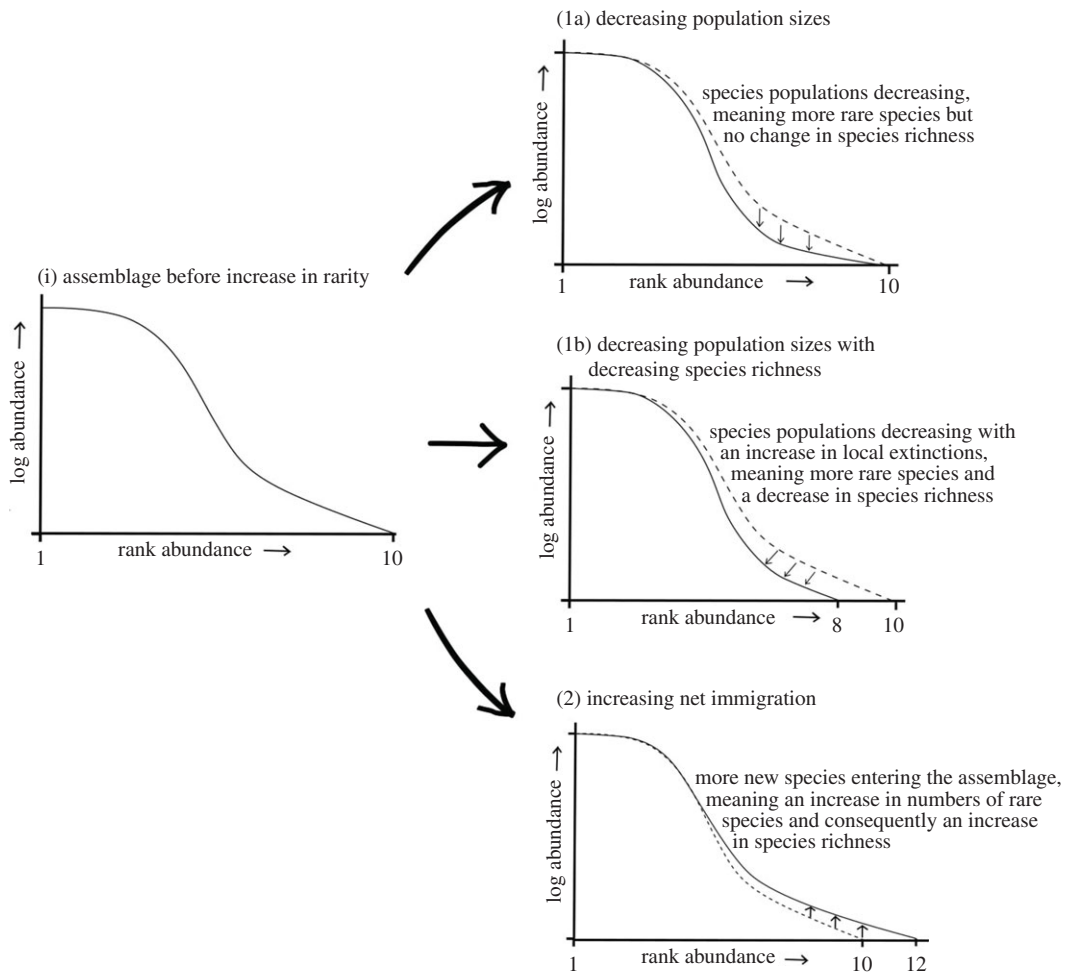 (i) assemblage before increase in rarity
log abundance →
1
10
rank abundance →
(1a) decreasing population sizes
species populations decreasing,
meaning more rare species but
no change in species richness
log abundance →
1
rank abundance →
10
(1b) decreasing population sizes with
decreasing species richness
species populations decreasing with
an increase in local extinctions,
meaning more rare species and
a decrease in species richness
log abundance →
1
rank abundance →
8
10
(2) increasing net immigration
more new species entering the assemblage,
meaning an increase in numbers of rare
species and consequently an increase
in species richness
log abundance →
1
rank abundance →
10
12